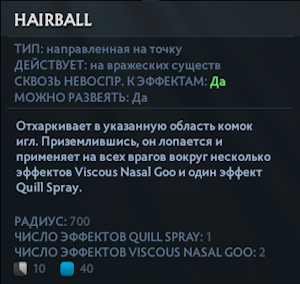 HAIRBALL
ТИП: направленная на точку
ДЕЙСТВУЕТ: на вражеских существ
СКВОЗЬ НЕВОСПР. К ЭФФЕКТАМ: Да
МОЖНО РАЗВЕЯТЬ: Да
Отхаркивает в указанную область комок
игл. Приземлившись, он лопается и
применяет на всех врагов вокруг несколько
эффектов Viscous Nasal Goo и один эффект
Quill Spray.
РАДИУС: 700
ЧИСЛО ЭФФЕКТОВ QUILL SPRAY: 1
ЧИСЛО ЭФФЕКТОВ VISCOUS NASAL GOO: 2
10 40